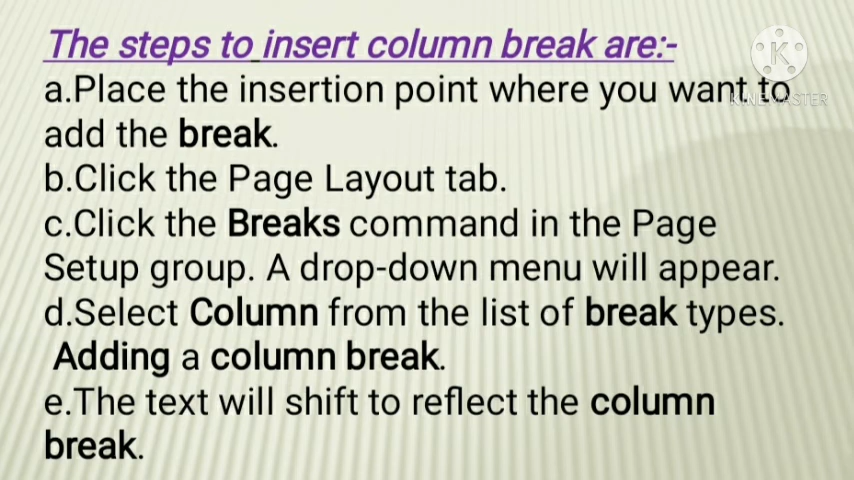 The steps to insert column break are:-
a.Place the insertion point where you want to
add the break.
b.Click the Page Layout tab.
c.Click the Breaks command in the Page
Setup group. A drop-down menu will appear.
d.Select Column from the list of break types.
Adding a column break.
e.The text will shift to reflect the column
break.
K
KINEMASTER